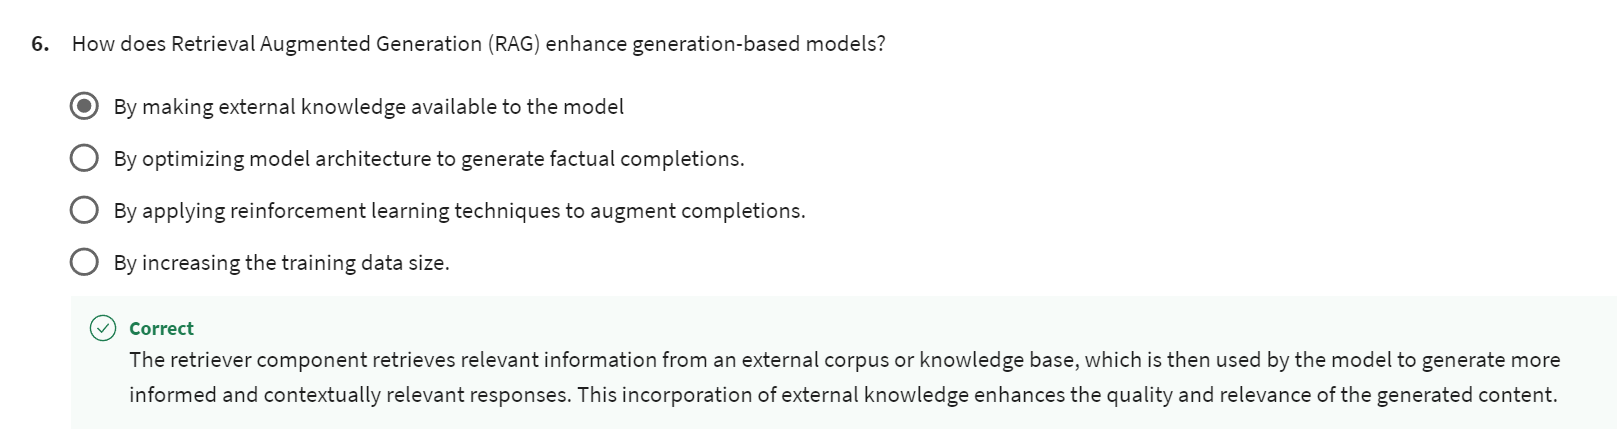 6. How does Retrieval Augmented Generation (RAG) enhance generation-based models?
By making external knowledge available to the model
By optimizing model architecture to generate factual completions.
By applying reinforcement learning techniques to augment completions.
By increasing the training data size.
Correct
The retriever component retrieves relevant information from an external corpus or knowledge base, which is then used by the model to generate more
informed and contextually relevant responses. This incorporation of external knowledge enhances the quality and relevance of the generated content.